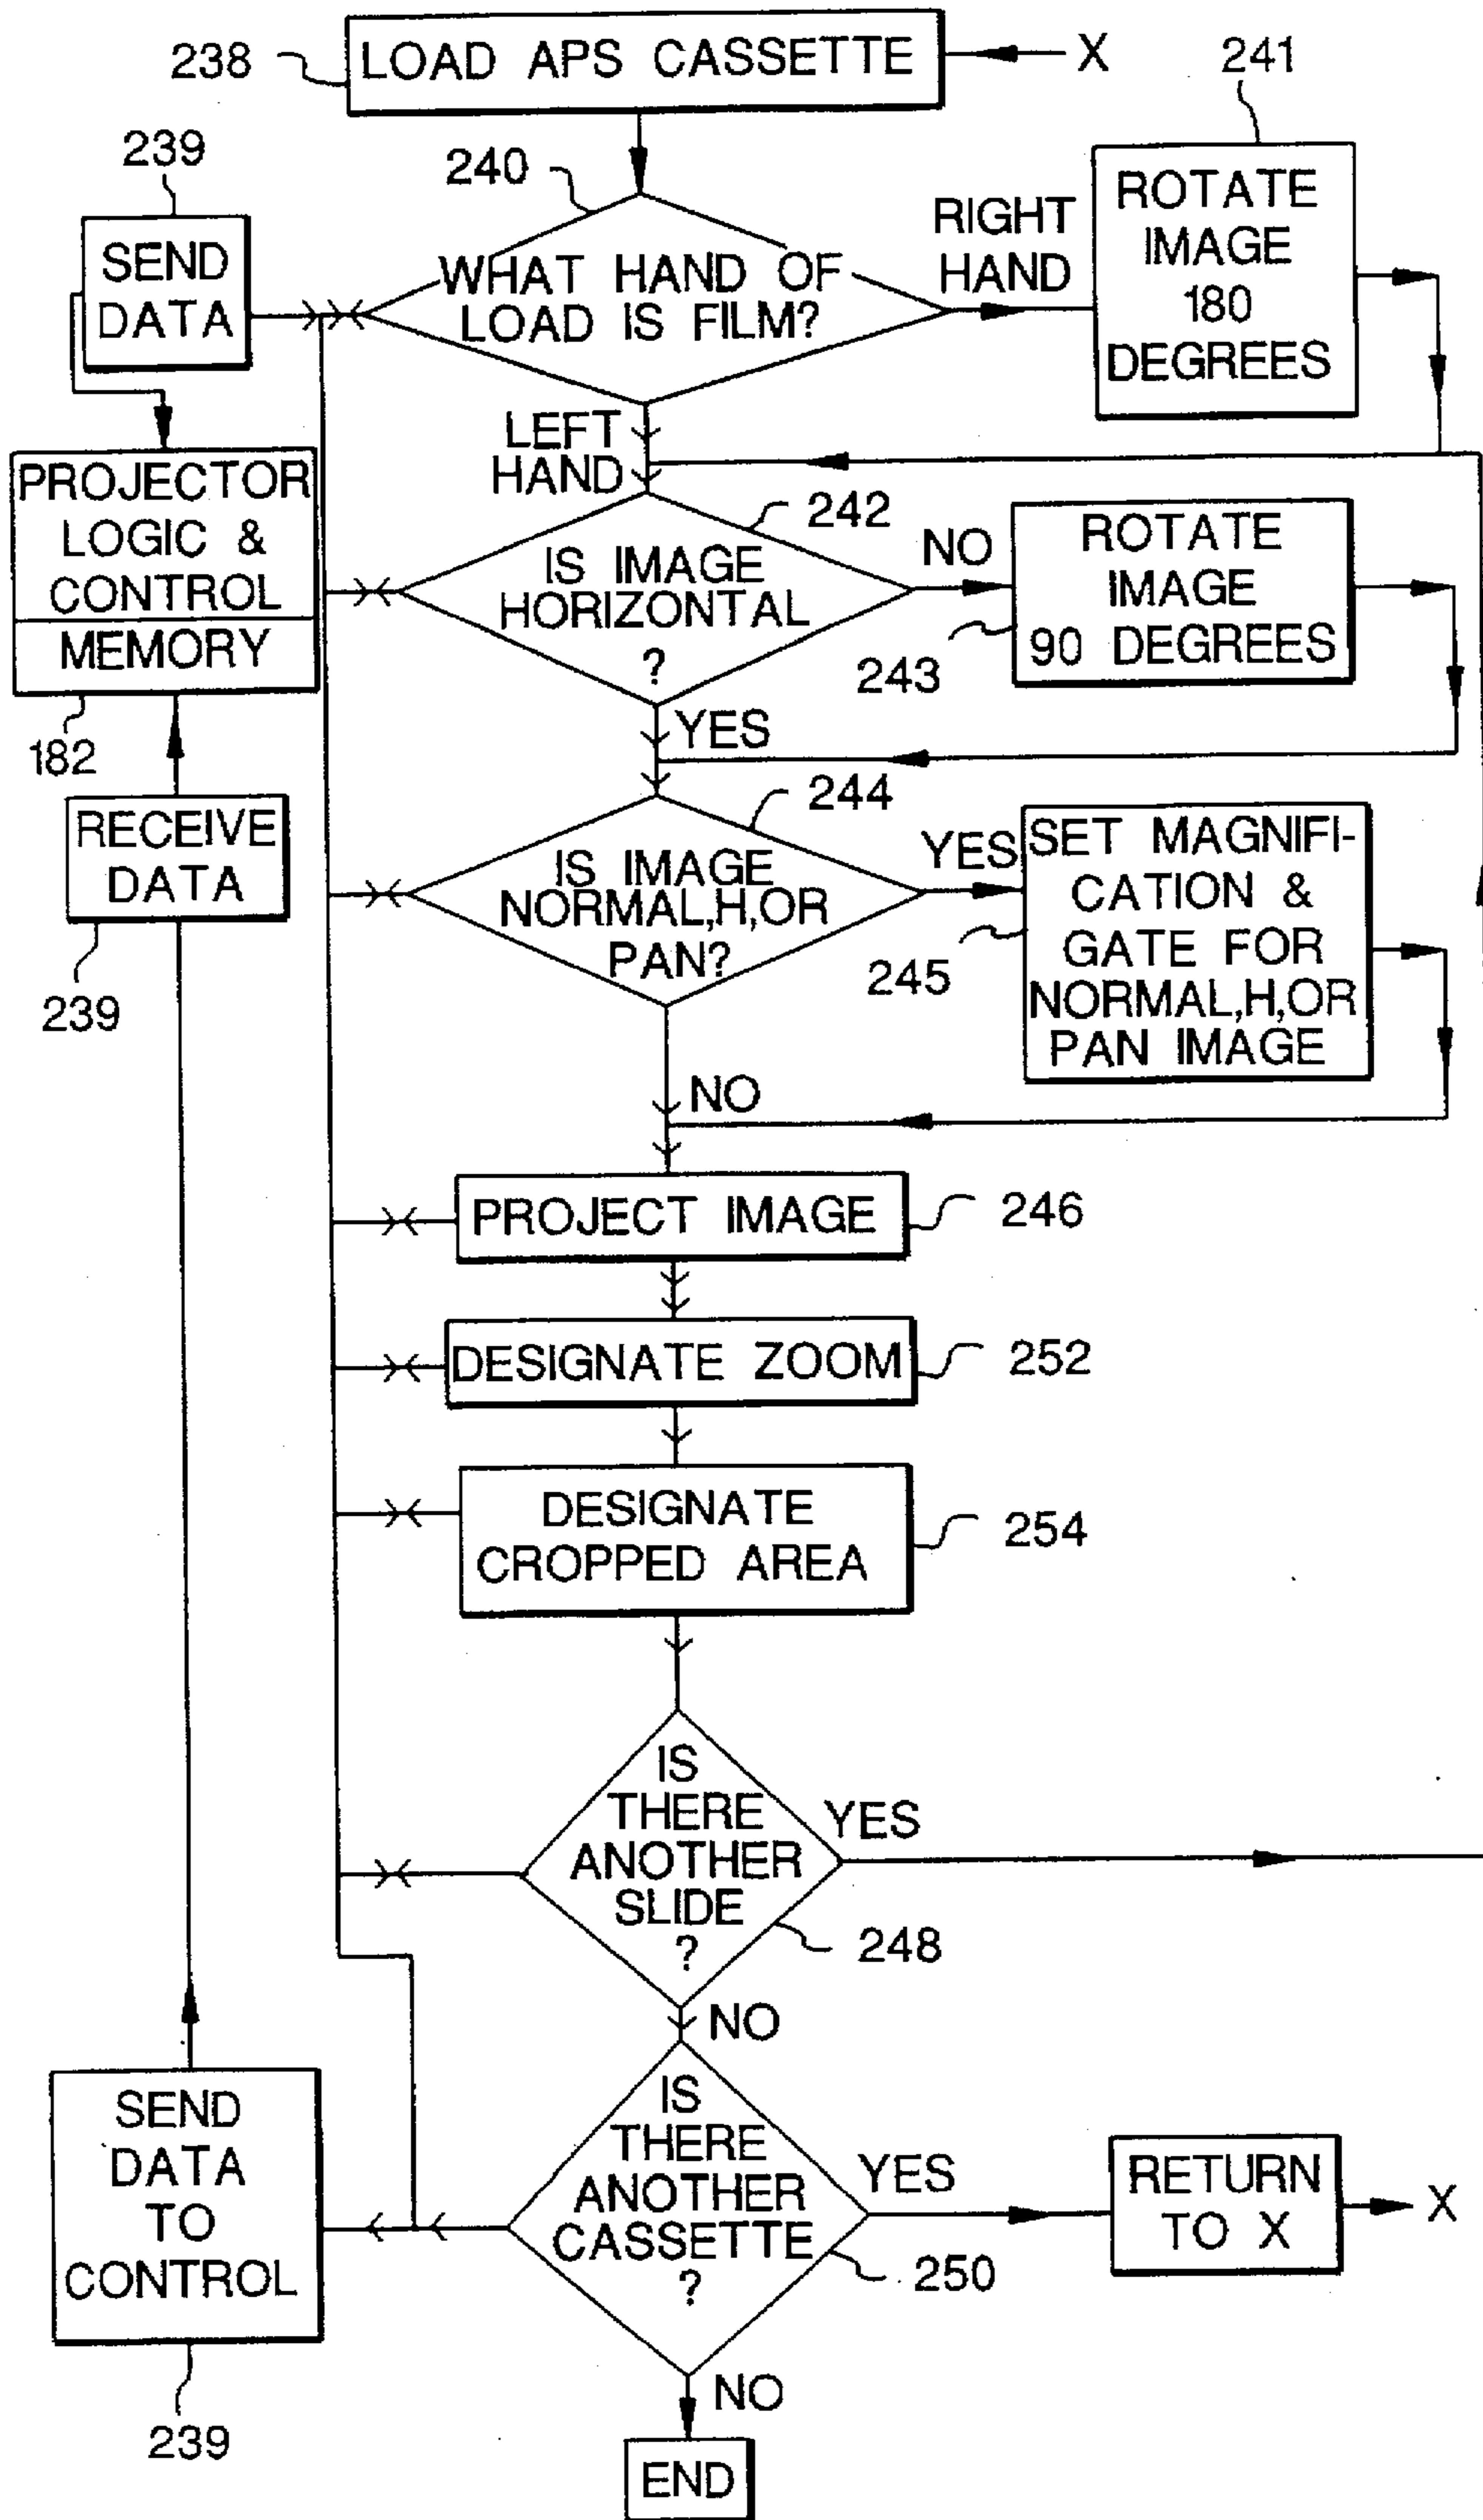 LOAD APS CASSETTE
X
238
241
239
240
SEND
DATA
WHAT HAND OF
LOAD IS FILM?
RIGHT
HAND
ROTATE
IMAGE
180
DEGREES
LEFT
HAND
PROJECTOR
LOGIC &
CONTROL
MEMORY
182
242
IS IMAGE
HORIZONTAL
?
NO
ROTATE
IMAGE
90 DEGREES
243
YES
RECEIVE
DATA
239
244
IS IMAGE
NORMAL,H,OR
PAN?
YES
SET MAGNIFI-
CATION &
GATE FOR
NORMAL,H,OR
PAN IMAGE
245
NO
PROJECT IMAGE
246
DESIGNATE ZOOM
252
DESIGNATE
CROPPED AREA
254
IS
THERE
ANOTHER
SLIDE
?
YES
248
NO
SEND
DATA
TO
CONTROL
239
IS
THERE
ANOTHER
CASSETTE
?
YES
250
RETURN
TO X
X
NO
END